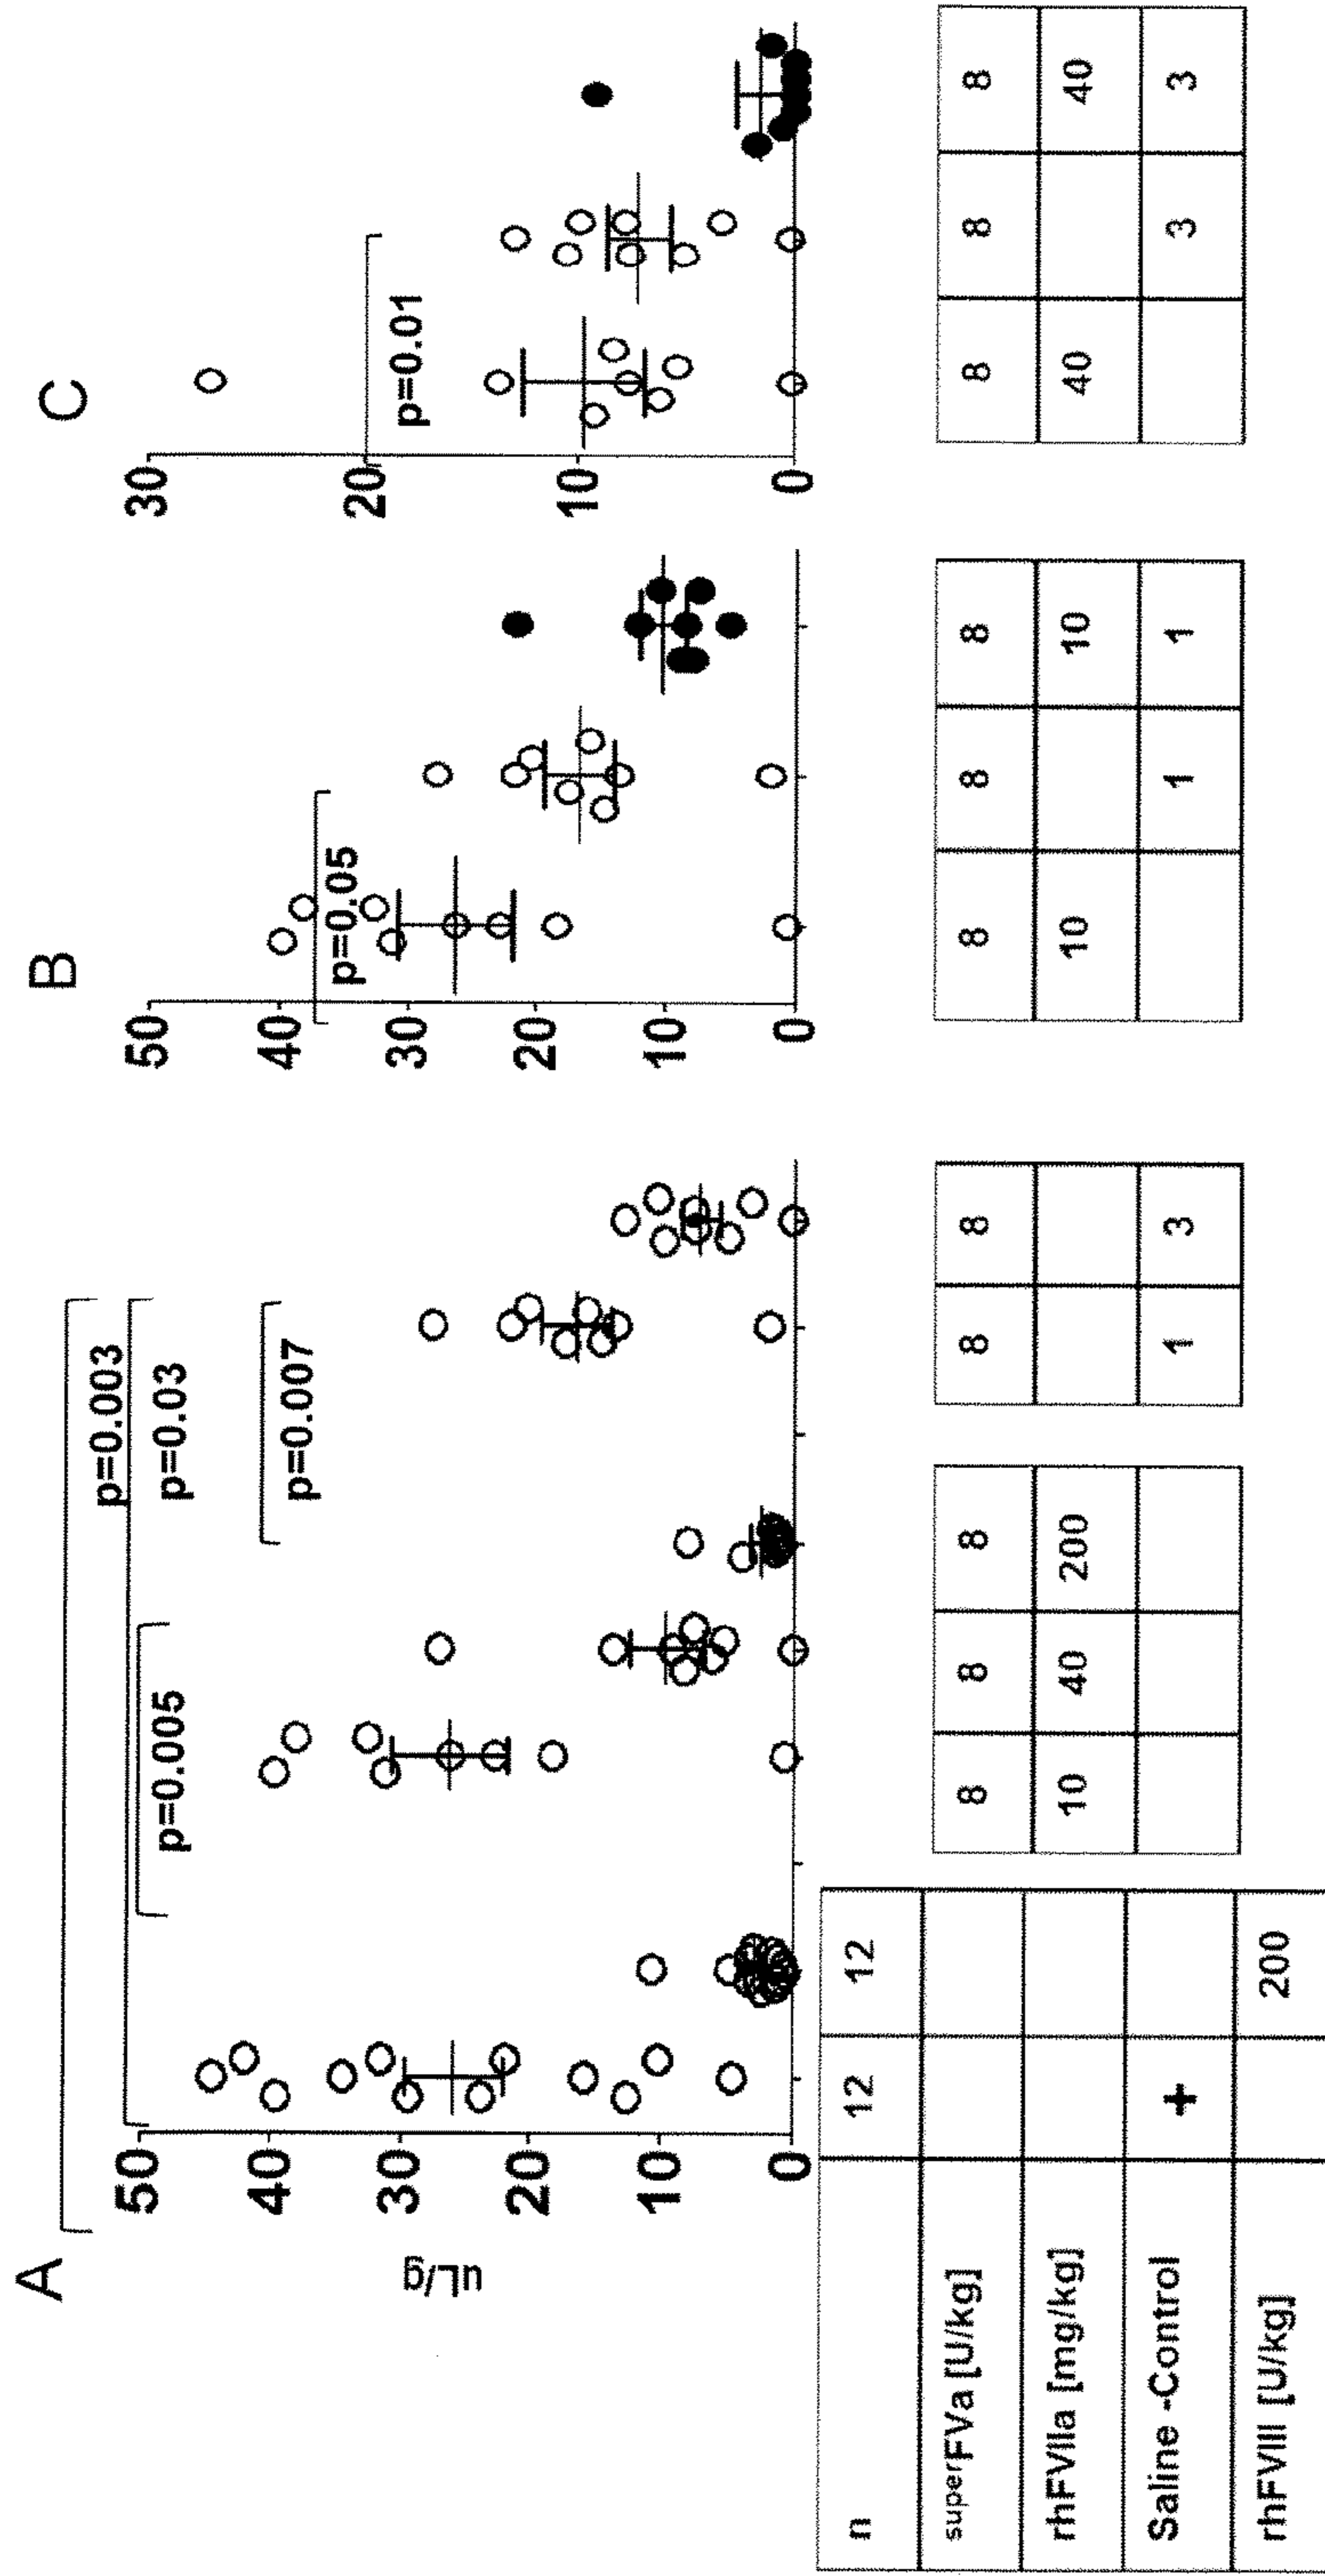 A
p=0.003
p=0.03
p=0.005
p=0.007
50
40
30
20
10
0
uL/g
B
50
40
30
20
10
0
p=0.05
C
30
20
10
0
p=0.01
n 12 12 8 8 8 8 8 8 8 8 8 8 8
superFVa [U/kg]
rhFVIIa [mg/kg] 10 40 200 10 10 40 40
Saline -Control + 1 3 1 1 3 3
rhFVIII [U/kg] 200